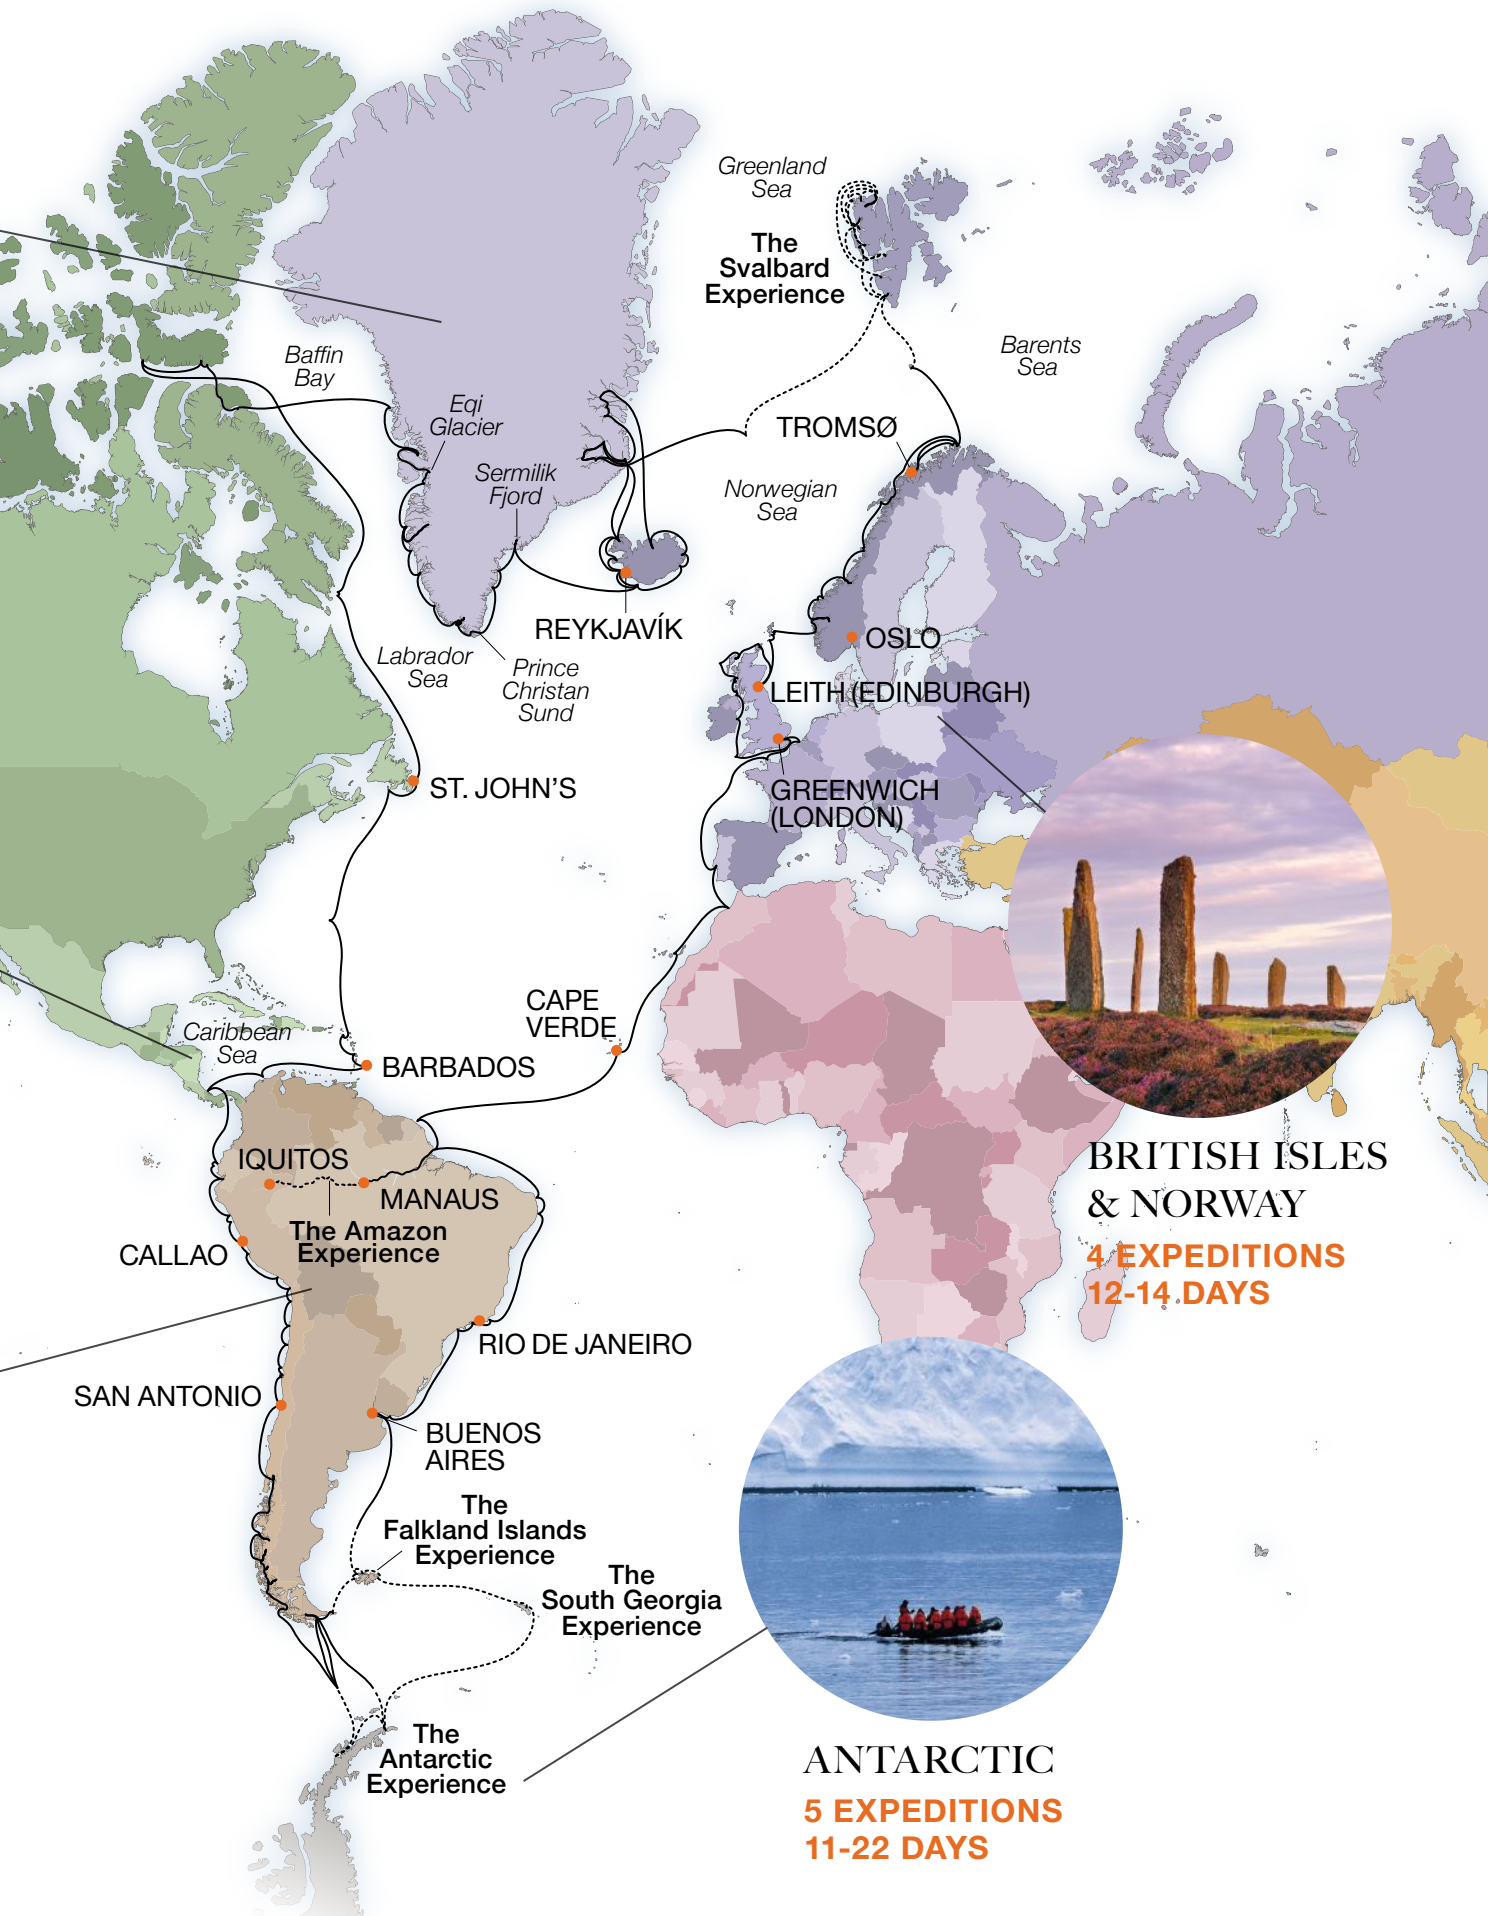 Greenland
Sea
The
Svalbard
Experience
Baffin
Bay
Barents
Sea
Eqi
Glacier
TROMSØ
Sermilik
Fjord
Norwegian
Sea
REYKJAVÍK
OSLO
Labrador
Sea
Prince
Christan
Sund
LEITH (EDINBURGH)
ST. JOHN'S
GREENWICH
(LONDON)
CAPE
VERDE
Caribbean
Sea
BARBADOS
IQUITOS
MANAUS
The Amazon
Experience
CALLAO
BRITISH ISLES
& NORWAY
4 EXPEDITIONS
12-14 DAYS
RIO DE JANEIRO
SAN ANTONIO
BUENOS
AIRES
The
Falkland Islands
Experience
The
South Georgia
Experience
The
Antarctic
Experience
ANTARCTIC
5 EXPEDITIONS
11-22 DAYS